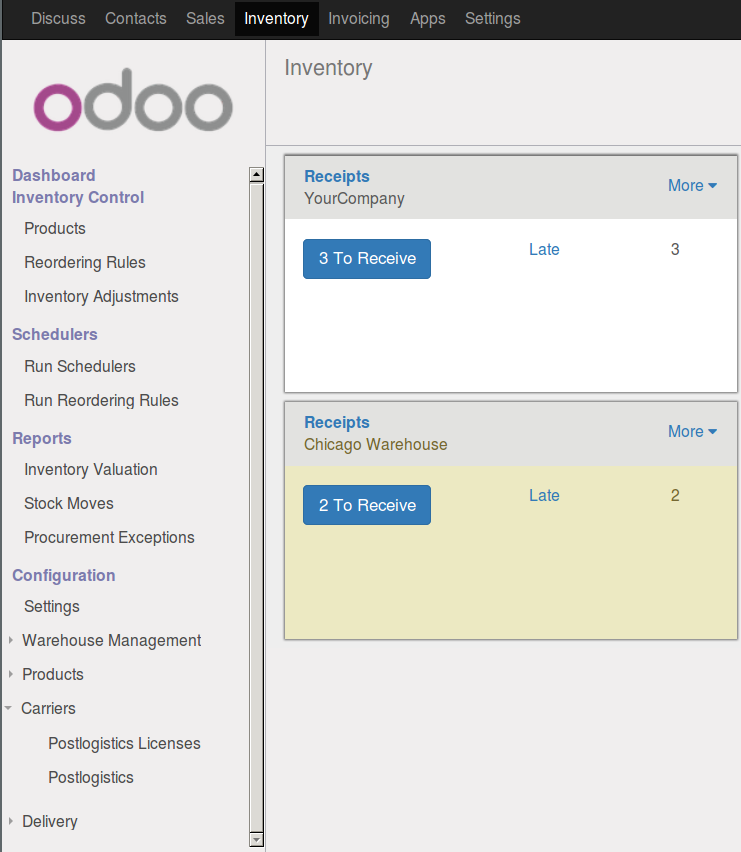 Discuss Contacts Sales Inventory Invoicing Apps Settings
odoo
Dashboard
Inventory Control
Products
Reordering Rules
Inventory Adjustments
Schedulers
Run Schedulers
Run Reordering Rules
Reports
Inventory Valuation
Stock Moves
Procurement Exceptions
Configuration
Settings
Warehouse Management
Products
Carriers
Postlogistics Licenses
Postlogistics
Delivery
Inventory
Receipts
YourCompany
More
3 To Receive Late 3
Receipts
Chicago Warehouse
More
2 To Receive Late 2